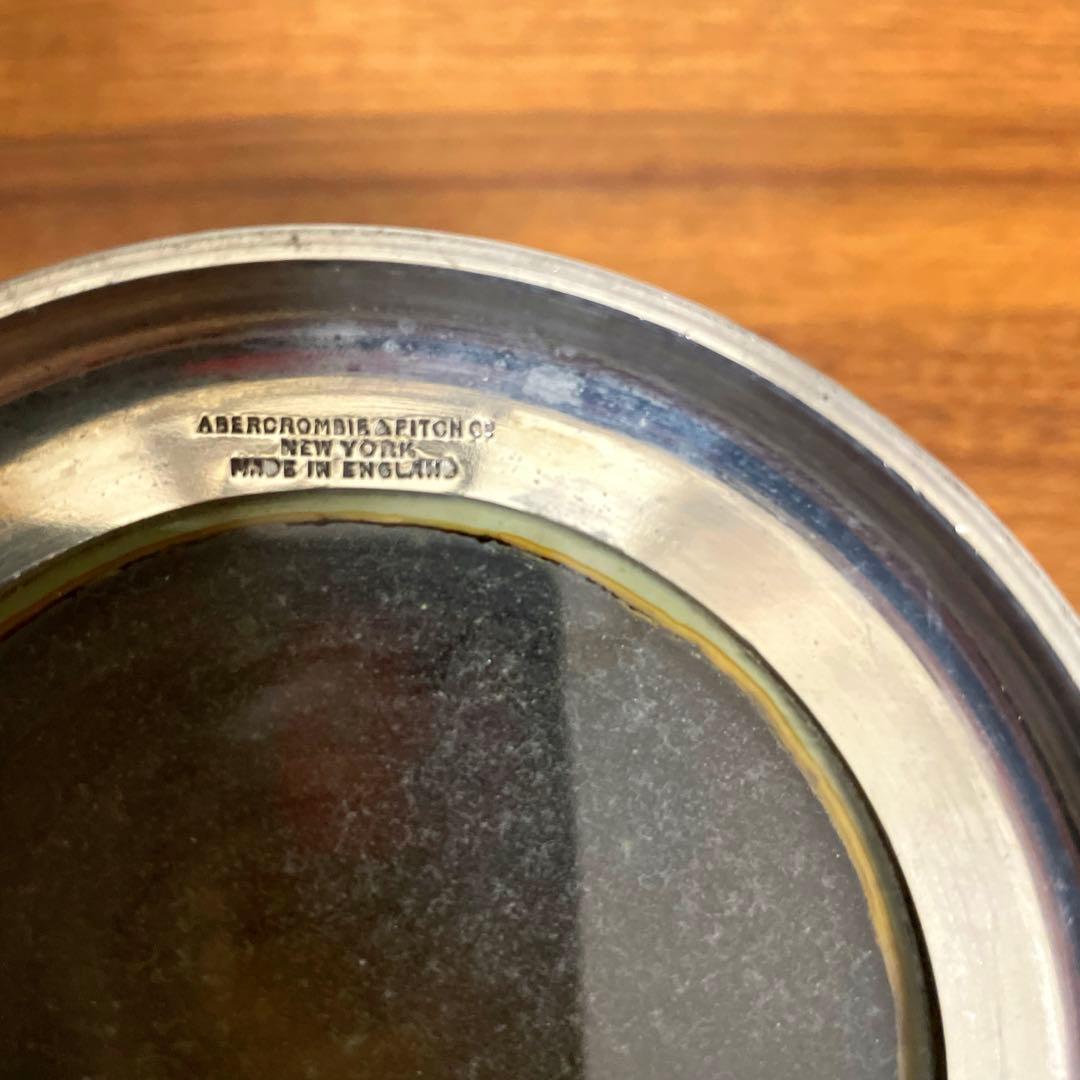 ABERCROMBIE & FITCH Co
NEW YORK
MADE IN ENGLAND